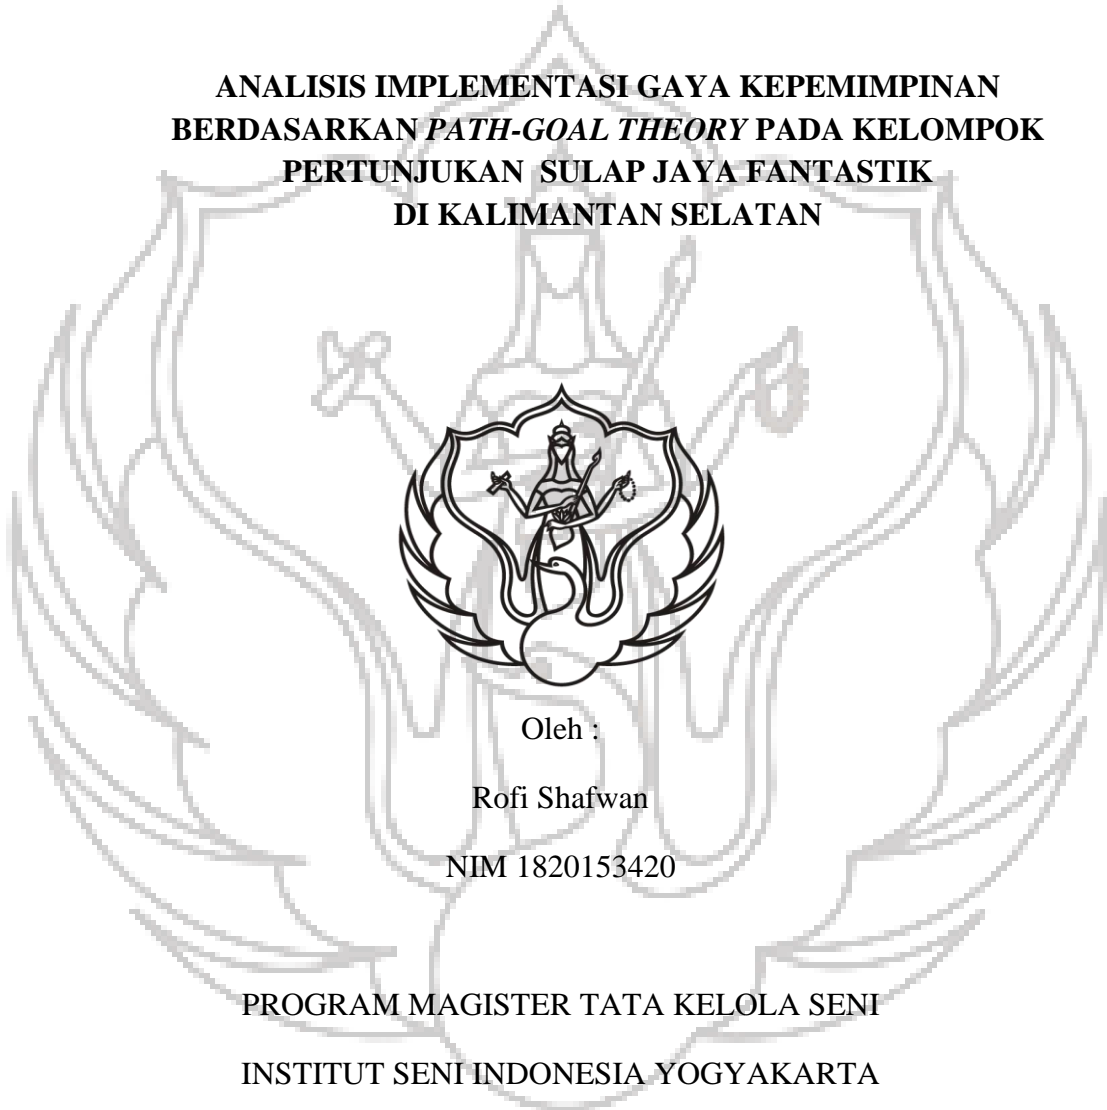 ANALISIS IMPLEMENTASI GAYA KEPEMIMPINAN
BERDASARKAN PATH-GOAL THEORY PADA KELOMPOK
PERTUNJUKAN SULAP JAYA FANTASTIK
DI KALIMANTAN SELATAN
Oleh :
Rofi Shafwan
NIM 1820153420
PROGRAM MAGISTER TATA KELOLA SENI
INSTITUT SENI INDONESIA YOGYAKARTA